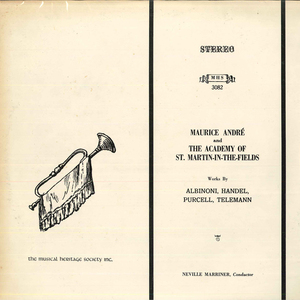 STEREO
MHS
3082
MAURICE ANDRÉ
and
THE ACADEMY OF
ST. MARTIN-IN-THE-FIELDS
Works By
ALBINONI, HANDEL,
PURCELL, TELEMANN
the musical heritage society inc.
NEVILLE MARRINER, Conductor